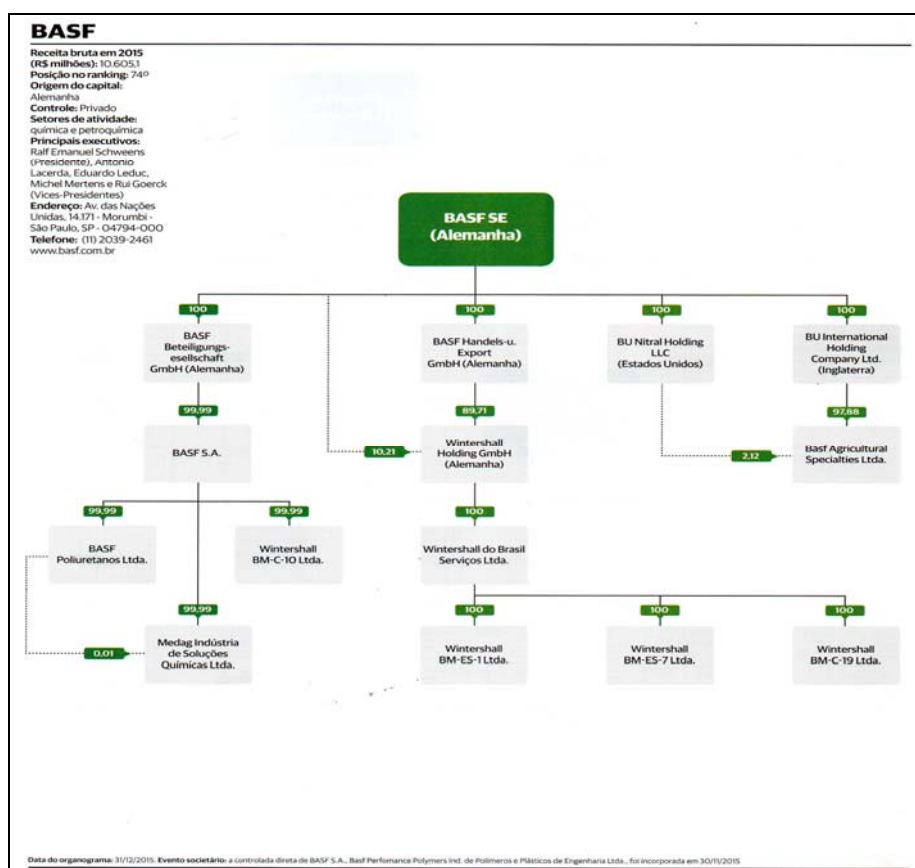 BASF
Receita bruta em 2015
(R$ milhões): 10.605,1
Posição no ranking: 74º
Origem do capital:
Alemanha
Controle: Privado
Setores de atividade:
química e petroquímica
Principais executivos:
Ralf Emanuel Schweens
(Presidente), Antonio
Lacerda, Eduardo Leduc,
Michel Mertens e Rui Goerck
(Vices-Presidentes)
Endereço: Av. das Nações
Unidas, 14.171 - Morumbi -
São Paulo, SP - 04794-000
Telefone: (11) 2039-2461
www.basf.com.br
BASF SE
(Alemanha)
100
100
100
100
BASF
Beteiligungs-
esellschaft
GmbH (Alemanha)
BASF Handels-u.
Export
GmbH (Alemanha)
BU Nitral Holding
LLC
(Estados Unidos)
BU International
Holding
Company Ltd.
(Inglaterra)
99,99
89,71
97,88
BASF S.A.
10,21
Wintershall
Holding GmbH
(Alemanha)
2,12
Basf Agricultural
Specialties Ltda.
99,99
99,99
100
BASF
Poliuretanos Ltda.
Wintershall
BM-C-10 Ltda.
Wintershall do Brasil
Serviços Ltda.
99,99
100
100
100
0,01
Medag Indústria
de Soluções
Químicas Ltda.
Wintershall
BM-ES-1 Ltda.
Wintershall
BM-ES-7 Ltda.
Wintershall
BM-C-19 Ltda.
Data do organograma: 31/12/2015. Evento societário: a controlada direta de BASF S.A., Basf Perfomance Polymers Ind. de Polimeros e Plásticos de Engenharia Ltda., foi incorporada em 30/11/2015